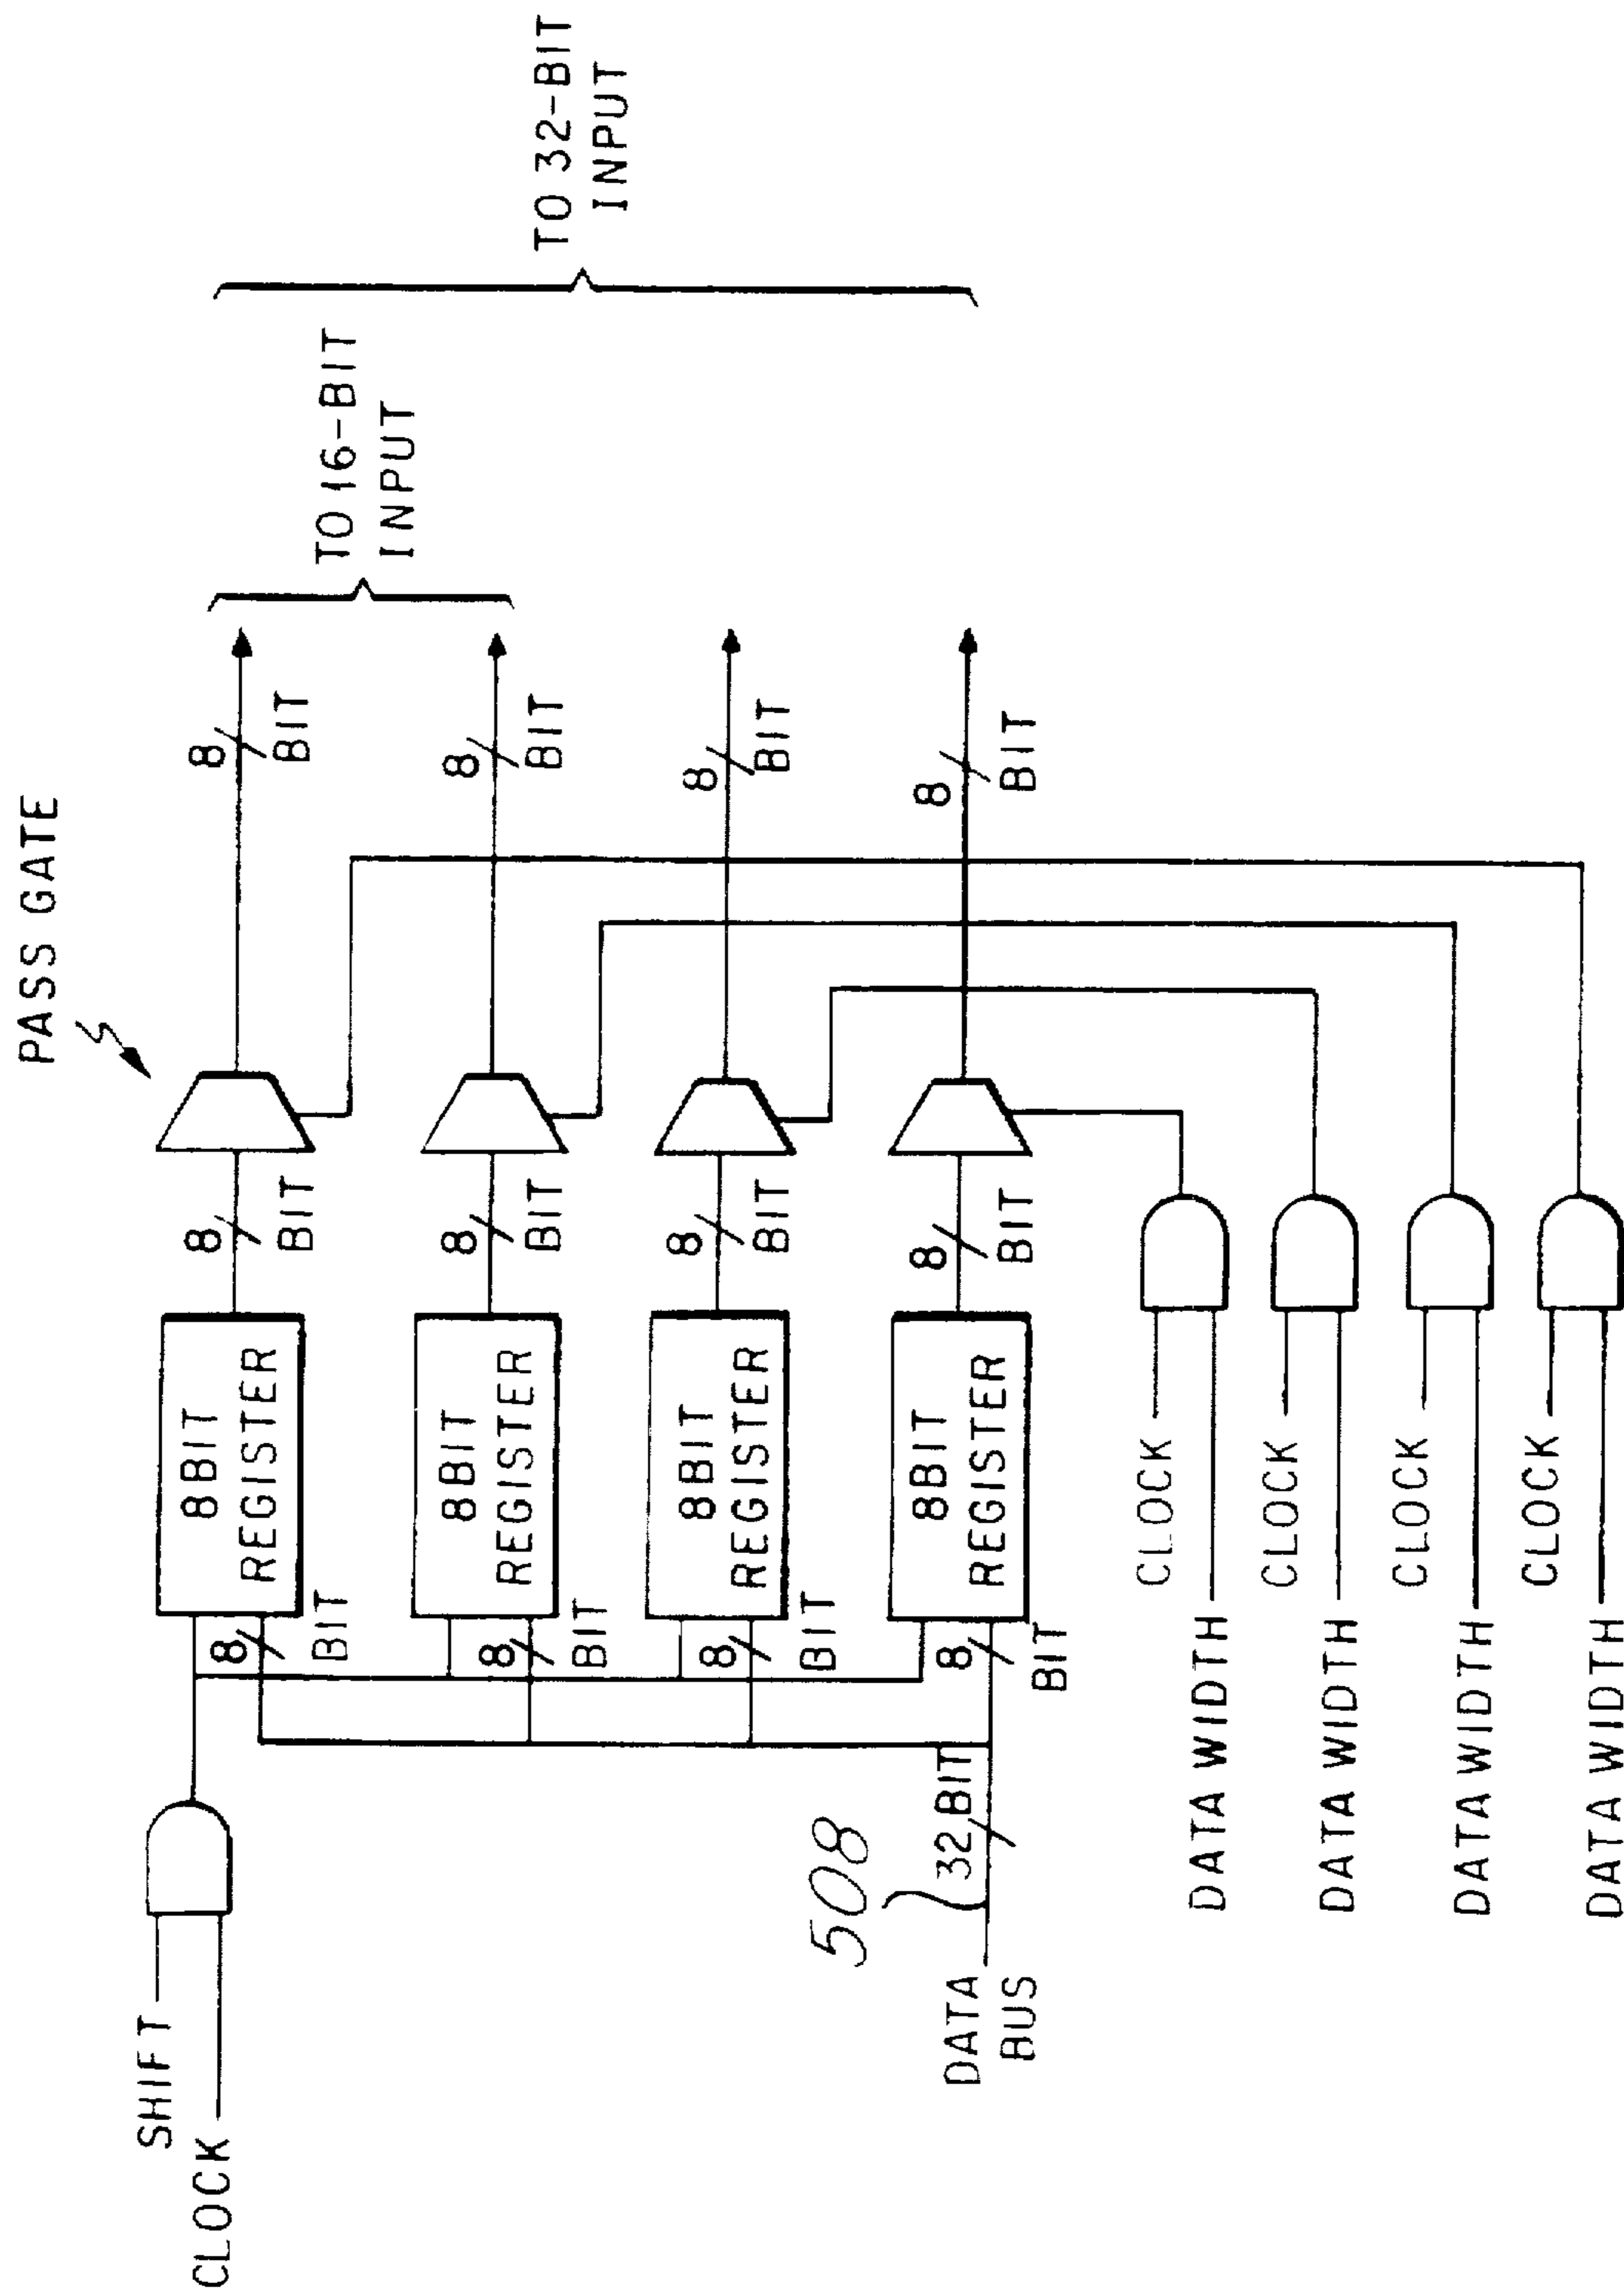 PASS GATE
SHIFT
CLOCK
8BIT
REGISTER
8
BIT
8
BIT
8
BIT
TO 16-BIT
INPUT
TO 32-BIT
INPUT
8BIT
REGISTER
8
BIT
8
BIT
8
BIT
8BIT
REGISTER
8
BIT
8
BIT
8
BIT
508
DATA
BUS
32 BIT
8BIT
REGISTER
8
BIT
8
BIT
8
BIT
CLOCK
DATA WIDTH
CLOCK
DATA WIDTH
CLOCK
DATA WIDTH
CLOCK
DATA WIDTH